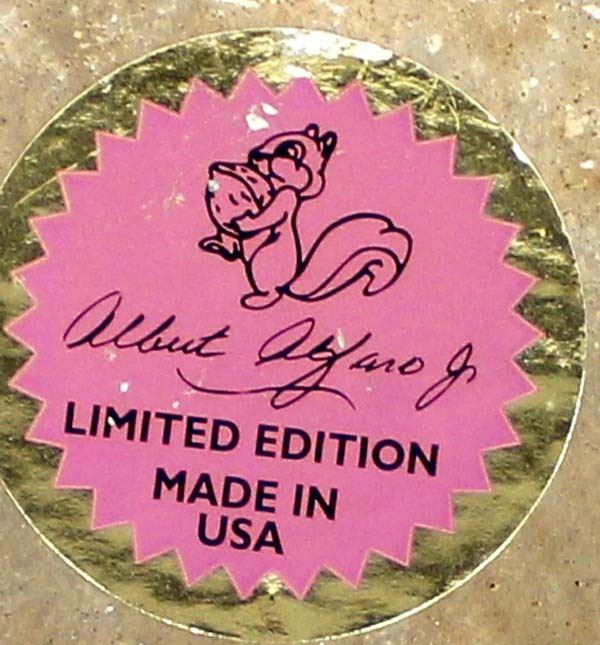 Albert Alfaro Jr
LIMITED EDITION
MADE IN
USA